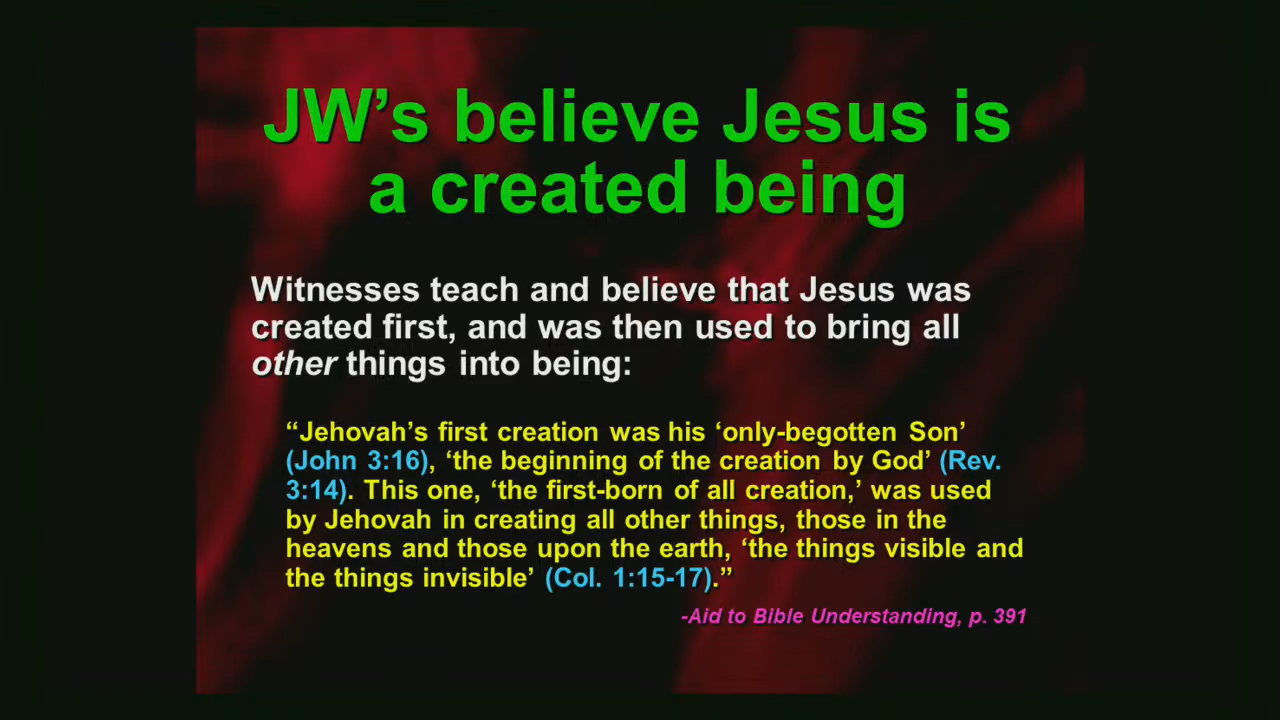 JW’s believe Jesus is
a created being
Witnesses teach and believe that Jesus was
created first, and was then used to bring all
other things into being:
“Jehovah’s first creation was his ‘only-begotten Son’
(John 3:16), ‘the beginning of the creation by God’ (Rev.
3:14). This one, ‘the first-born of all creation,’ was used
by Jehovah in creating all other things, those in the
heavens and those upon the earth, ‘the things visible and
the things invisible’ (Col. 1:15-17).”
-Aid to Bible Understanding, p. 391